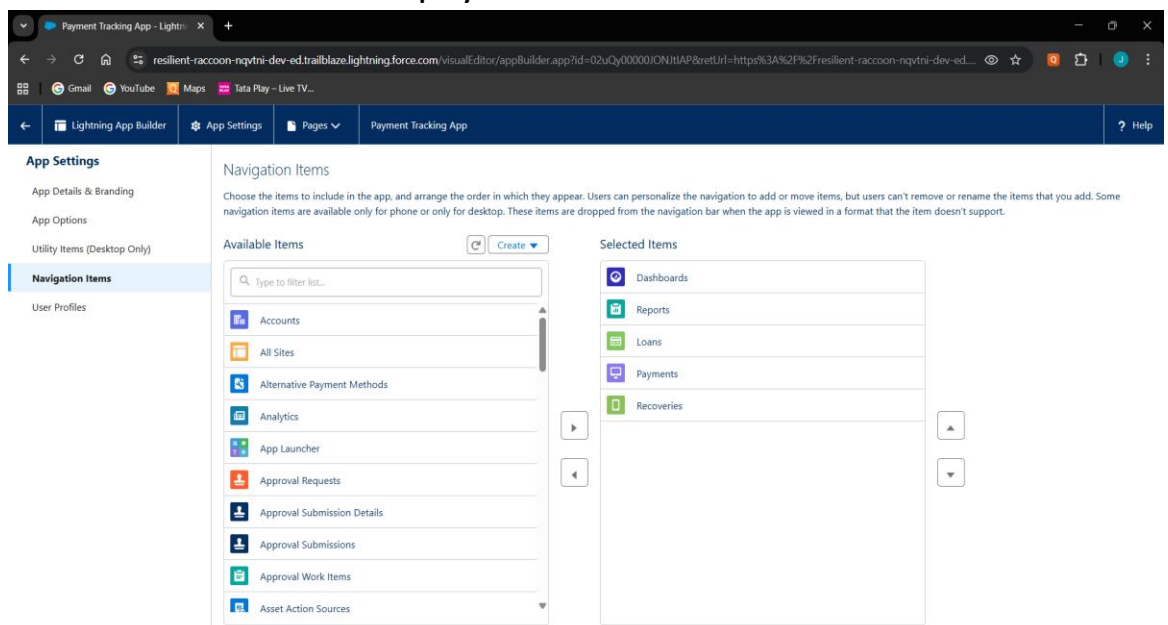 Payment Tracking App - Lightni
resilient-raccoon-nqvtni-dev-ed.trailblaze.lightning.force.com/visualEditor/appBuilder.app?id=02uQy00000JONJtIAP&retUrl=https%3A%2F%2Fresilient-raccoon-nqvtni-dev-ed....
Gmail YouTube Maps Tata Play – Live TV...
Lightning App Builder App Settings Pages Payment Tracking App ? Help
App Settings
App Details & Branding
App Options
Utility Items (Desktop Only)
Navigation Items
User Profiles
Navigation Items
Choose the items to include in the app, and arrange the order in which they appear. Users can personalize the navigation to add or move items, but users can't remove or rename the items that you add. Some
navigation items are available only for phone or only for desktop. These items are dropped from the navigation bar when the app is viewed in a format that the item doesn't support.
Available Items
Create
Type to filter list...
Accounts
All Sites
Alternative Payment Methods
Analytics
App Launcher
Approval Requests
Approval Submission Details
Approval Submissions
Approval Work Items
Asset Action Sources
Selected Items
Dashboards
Reports
Loans
Payments
Recoveries